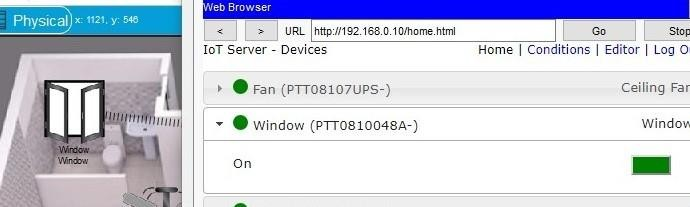 Physical x: 1121, y: 546
Window
Window
Web Browser
< > URL http://192.168.0.10/home.html Go Stop
IoT Server - Devices Home | Conditions | Editor | Log O
Fan (PTT08107UPS-) Ceiling Fan
Window (PTT0810048A-) Window
On